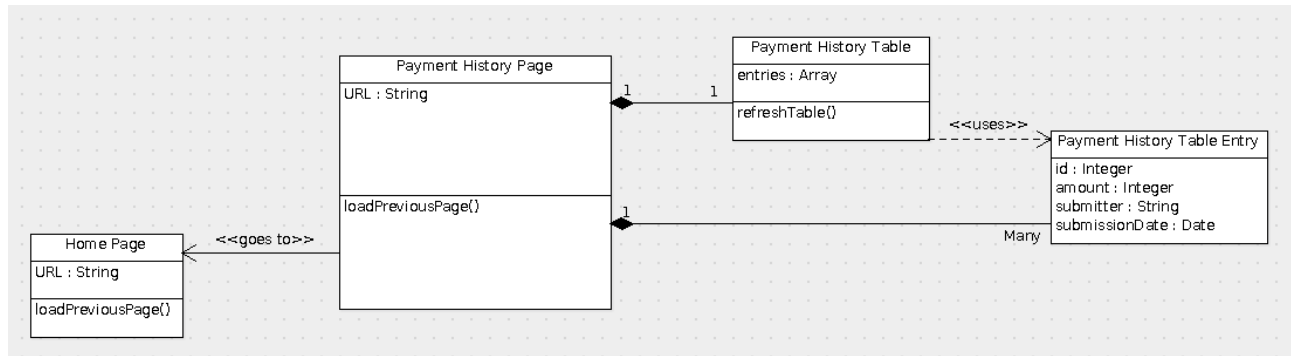 Payment History Table
entries : Array
refreshTable()
Payment History Page
URL : String
loadPreviousPage()
1
1
<<uses>>
Payment History Table Entry
id : Integer
amount : Integer
submitter : String
submissionDate : Date
1
Many
<<goes to>>
Home Page
URL : String
loadPreviousPage()